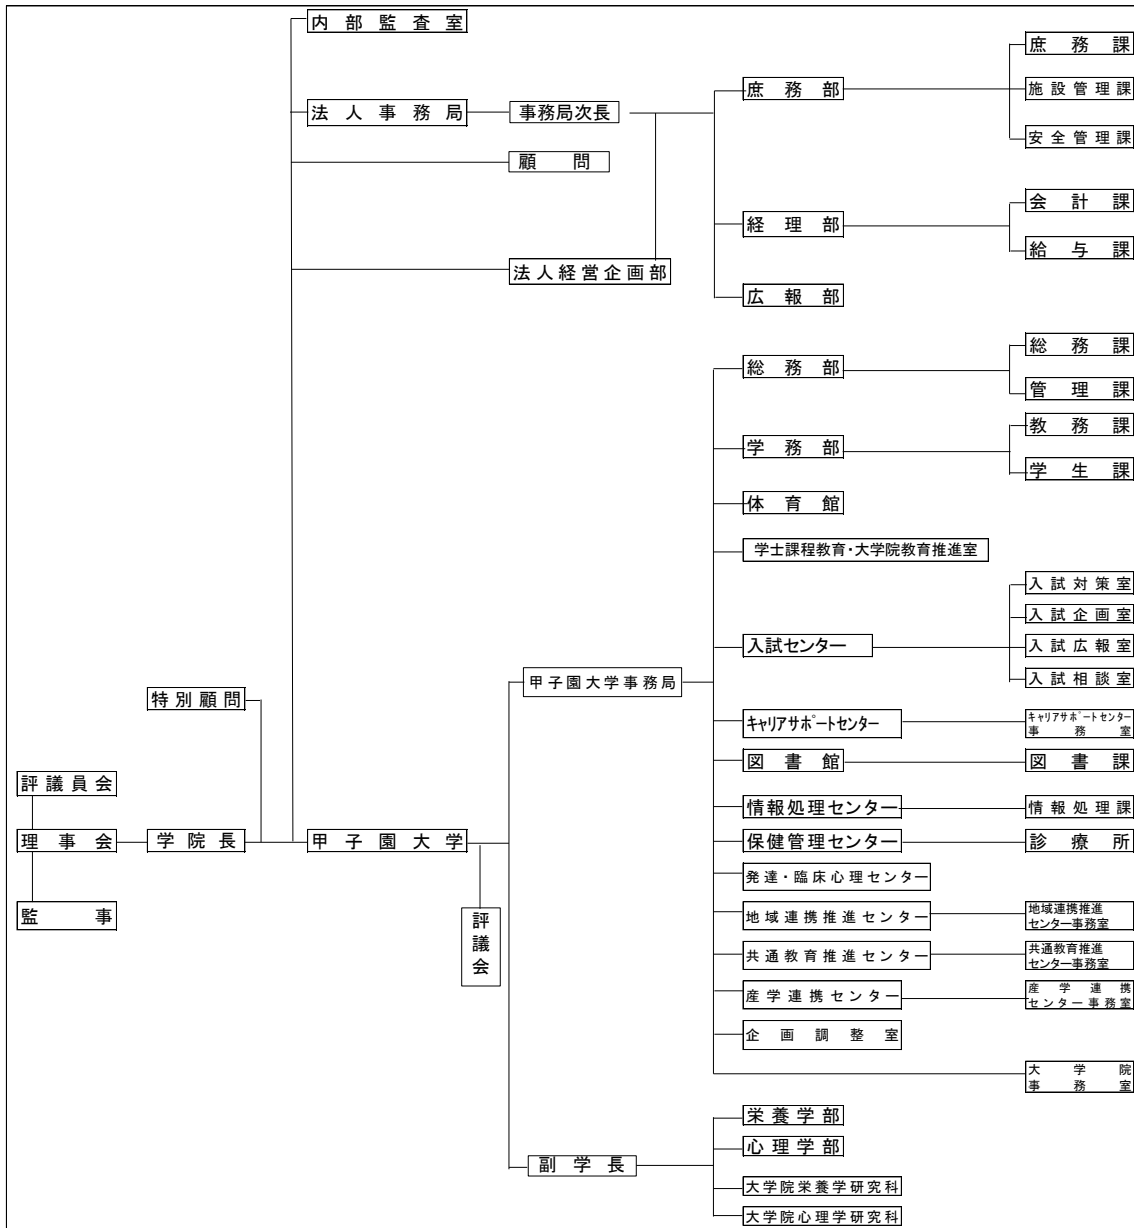 内部監査室
庶務課
庶務部
施設管理課
法人事務局
事務局次長
安全管理課
顧問
会計課
経理部
給与課
法人経営企画部
広報部
総務課
総務部
管理課
教務課
学務部
学生課
体育館
学士課程教育・大学院教育推進室
入試対策室
入試企画室
入試センター
入試広報室
甲子園大学事務局
入試相談室
特別顧問
キャリアサポートセンター
キャリアサポートセンター
事務室
図書館
図書課
評議員会
情報処理センター
情報処理課
理事会
学院長
甲子園大学
保健管理センター
診療所
発達・臨床心理センター
監事
評議会
地域連携推進センター
地域連携推進
センター事務室
共通教育推進センター
共通教育推進
センター事務室
産学連携センター
産学連携
センター事務室
企画調整室
大学院
事務室
栄養学部
心理学部
副学長
大学院栄養学研究科
大学院心理学研究科